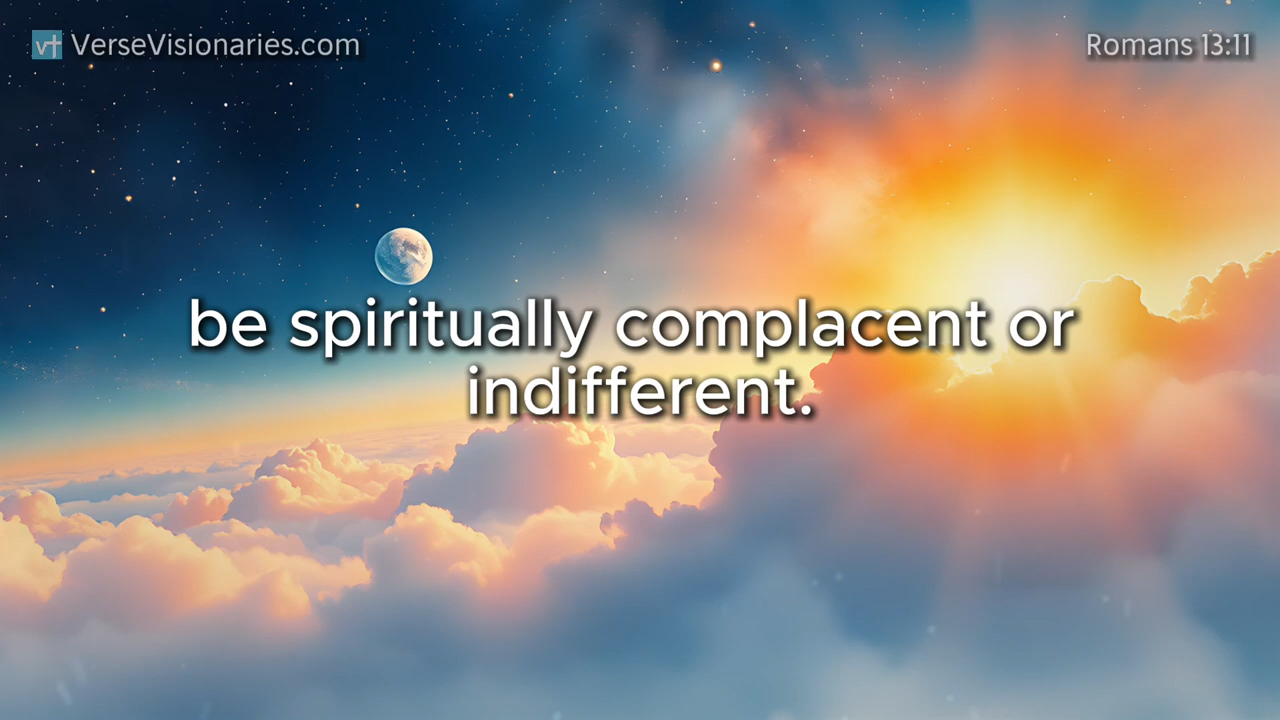 VerseVisionaries.com
Romans 13:11
be spiritually complacent or
indifferent.